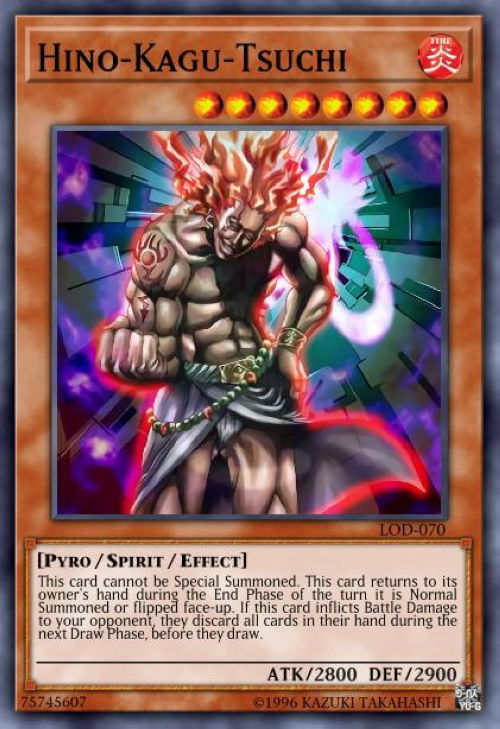 HINO-KAGU-TSUCHI
FIRE
炎
LOD-070
[PYRO / SPIRIT / EFFECT]
This card cannot be Special Summoned. This card returns to its
owner's hand during the End Phase of the turn it is Normal
Summoned or flipped face-up. If this card inflicts Battle Damage
to your opponent, they discard all cards in their hand during the
next Draw Phase, before they draw.
ATK/2800 DEF/2900
75745607
©1996 KAZUKI TAKAHASHI